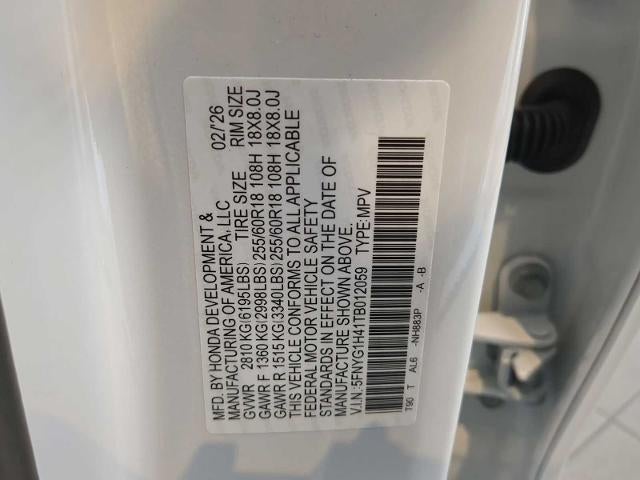 MFD. BY HONDA DEVELOPMENT & 02/'26
MANUFACTURING OF AMERICA, LLC
GVWR 2810 KG(6195LBS) TIRE SIZE RIM SIZE
GAWR F 1360 KG(2998LBS)255/60R18 108H 18X8.0J
GAWR R 1515 KG(3340LBS)255/60R18 108H 18X8.0J
THIS VEHICLE CONFORMS TO ALL APPLICABLE
FEDERAL MOTOR VEHICLE SAFETY
STANDARDS IN EFFECT ON THE DATE OF
MANUFACTURE SHOWN ABOVE.
V.I.N.:5FNYG1H41TB012059 TYPE:MPV
T90 T AL6 -NH883P -A -B